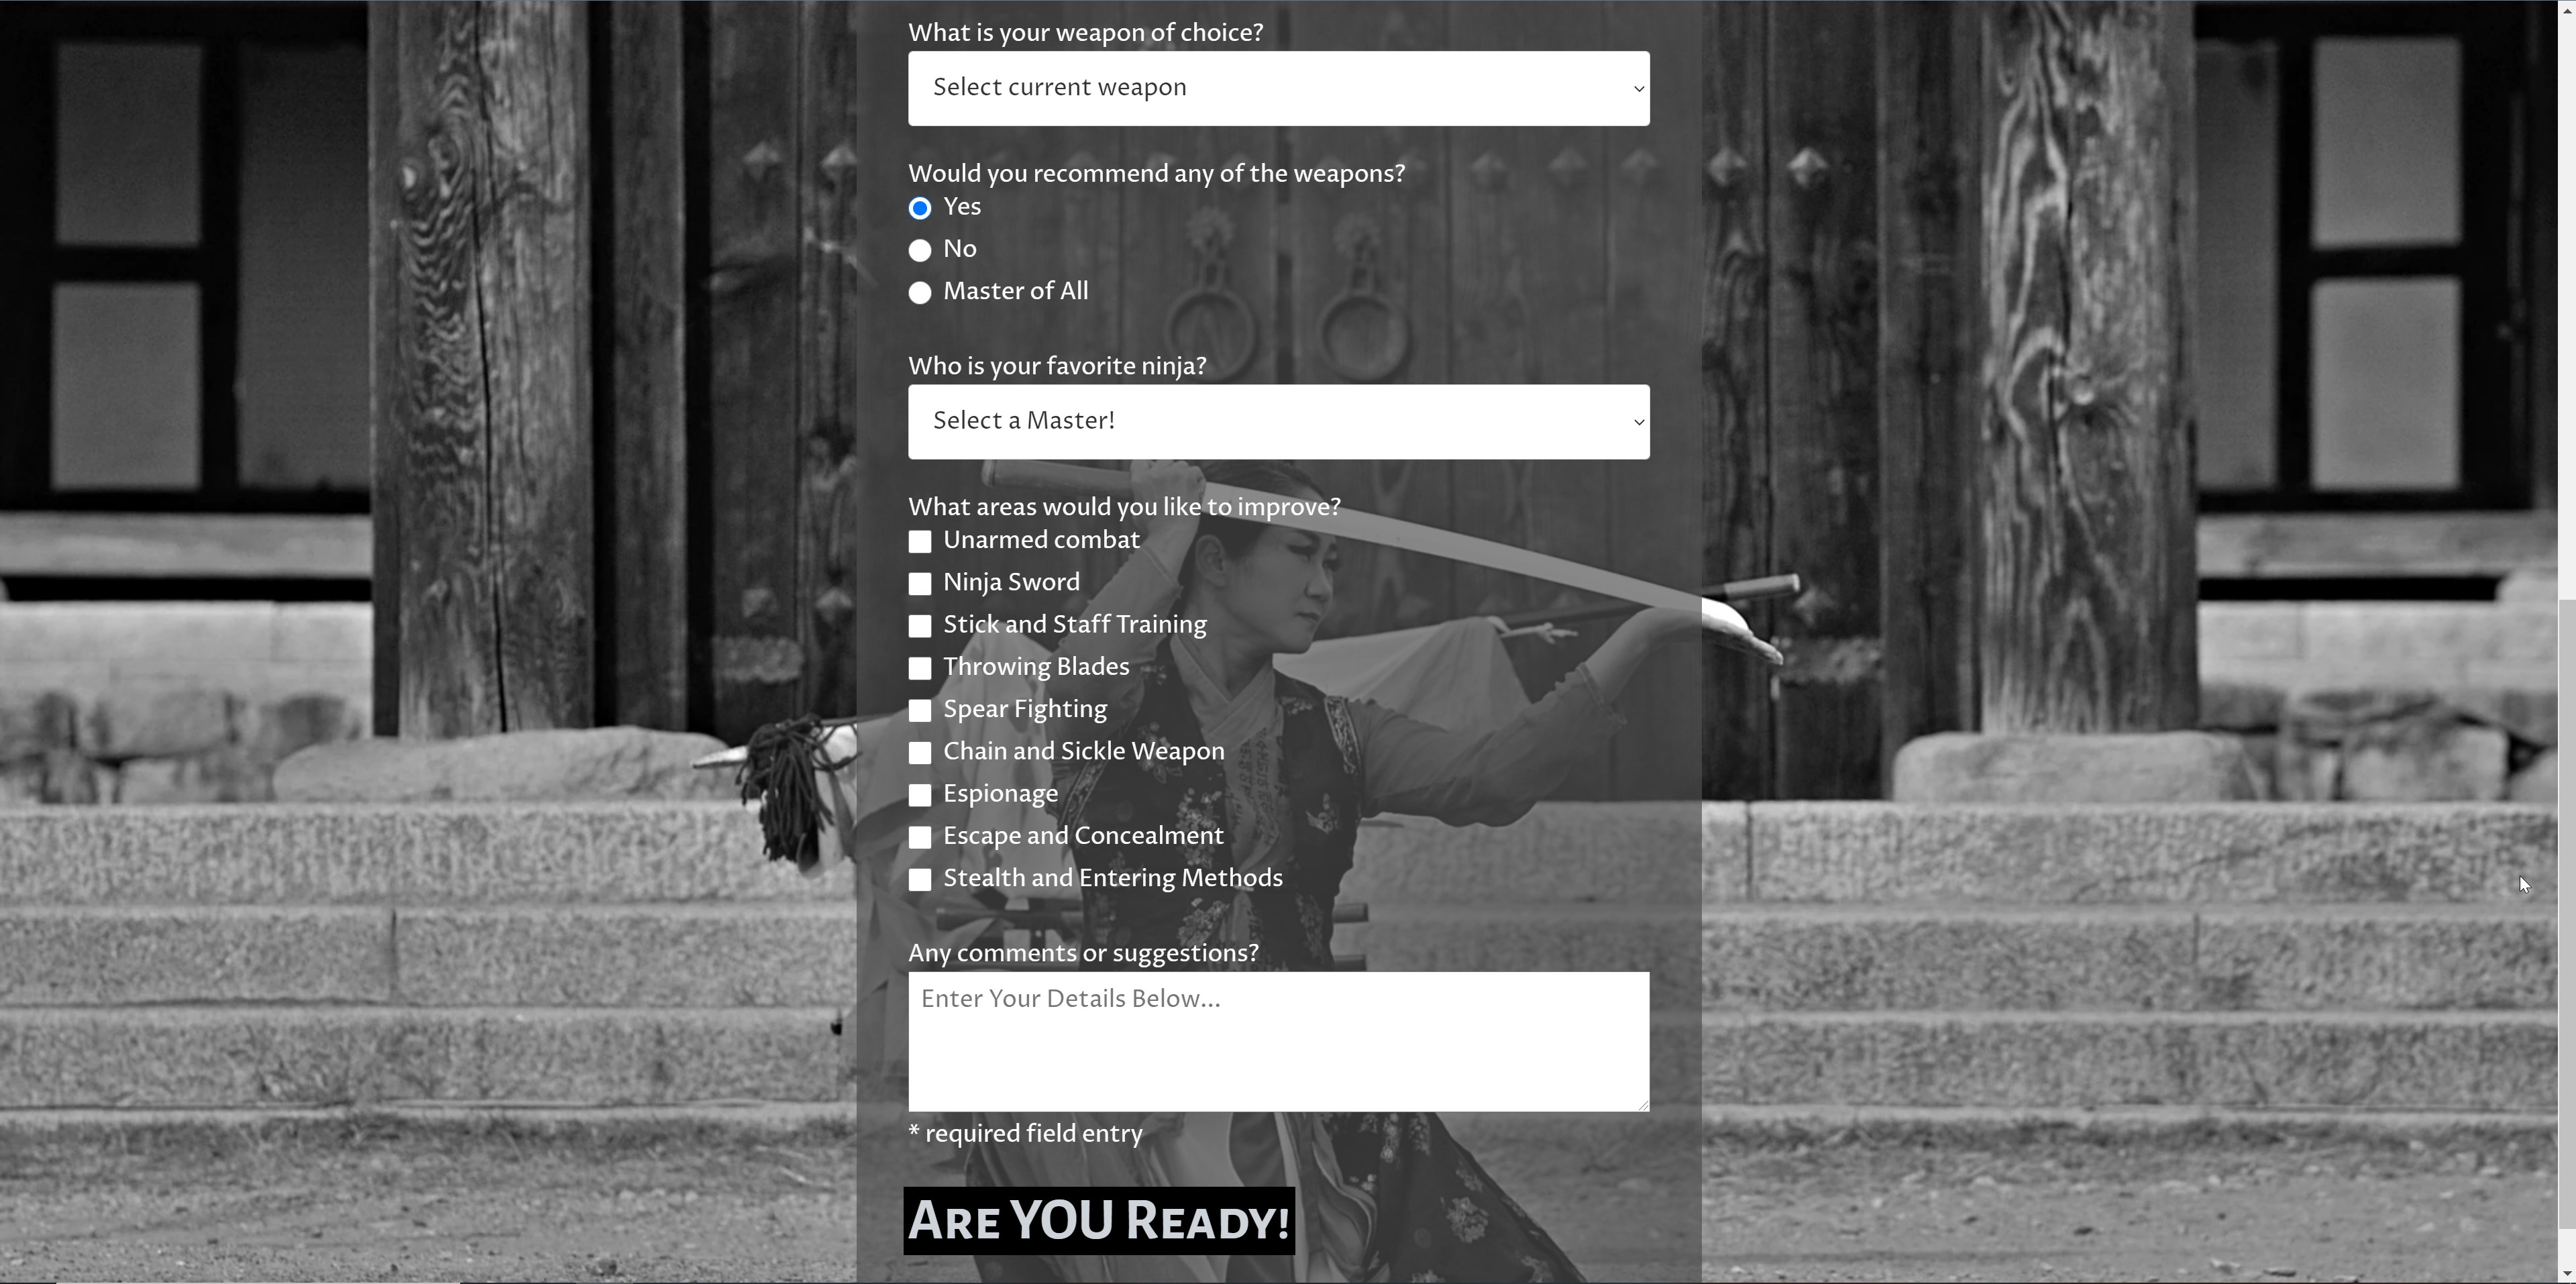 What is your weapon of choice?
Select current weapon
Would you recommend any of the weapons?
Yes
No
Master of All
Who is your favorite ninja?
Select a Master!
What areas would you like to improve?
Unarmed combat
Ninja Sword
Stick and Staff Training
Throwing Blades
Spear Fighting
Chain and Sickle Weapon
Espionage
Escape and Concealment
Stealth and Entering Methods
Any comments or suggestions?
Enter Your Details Below...
* required field entry
Are YOU Ready!